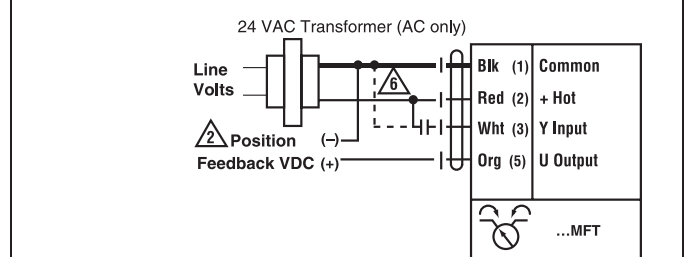 24 VAC Transformer (AC only)
Line
Volts
Blk (1) Common
6
Red (2) + Hot
Wht (3) Y Input
2 Position (–)
Feedback VDC (+)
Org (5) U Output
...MFT